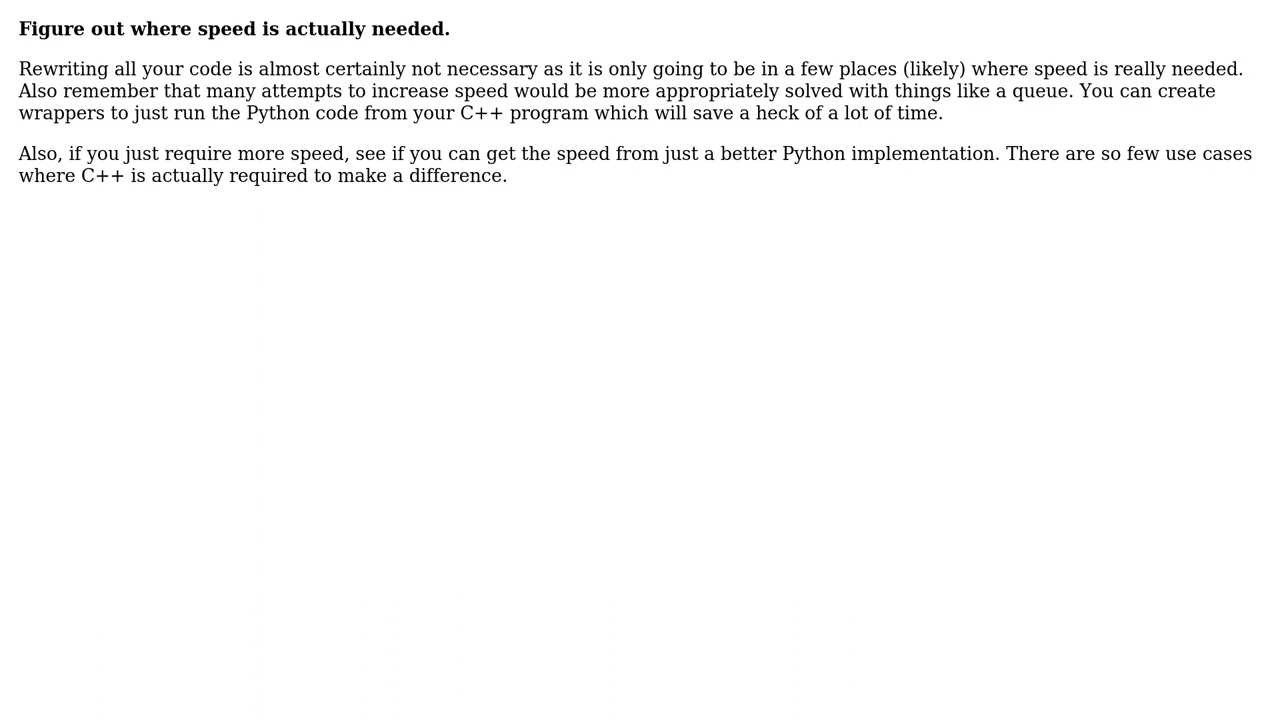 Figure out where speed is actually needed.
Rewriting all your code is almost certainly not necessary as it is only going to be in a few places (likely) where speed is really needed.
Also remember that many attempts to increase speed would be more appropriately solved with things like a queue. You can create
wrappers to just run the Python code from your C++ program which will save a heck of a lot of time.
Also, if you just require more speed, see if you can get the speed from just a better Python implementation. There are so few use cases
where C++ is actually required to make a difference.